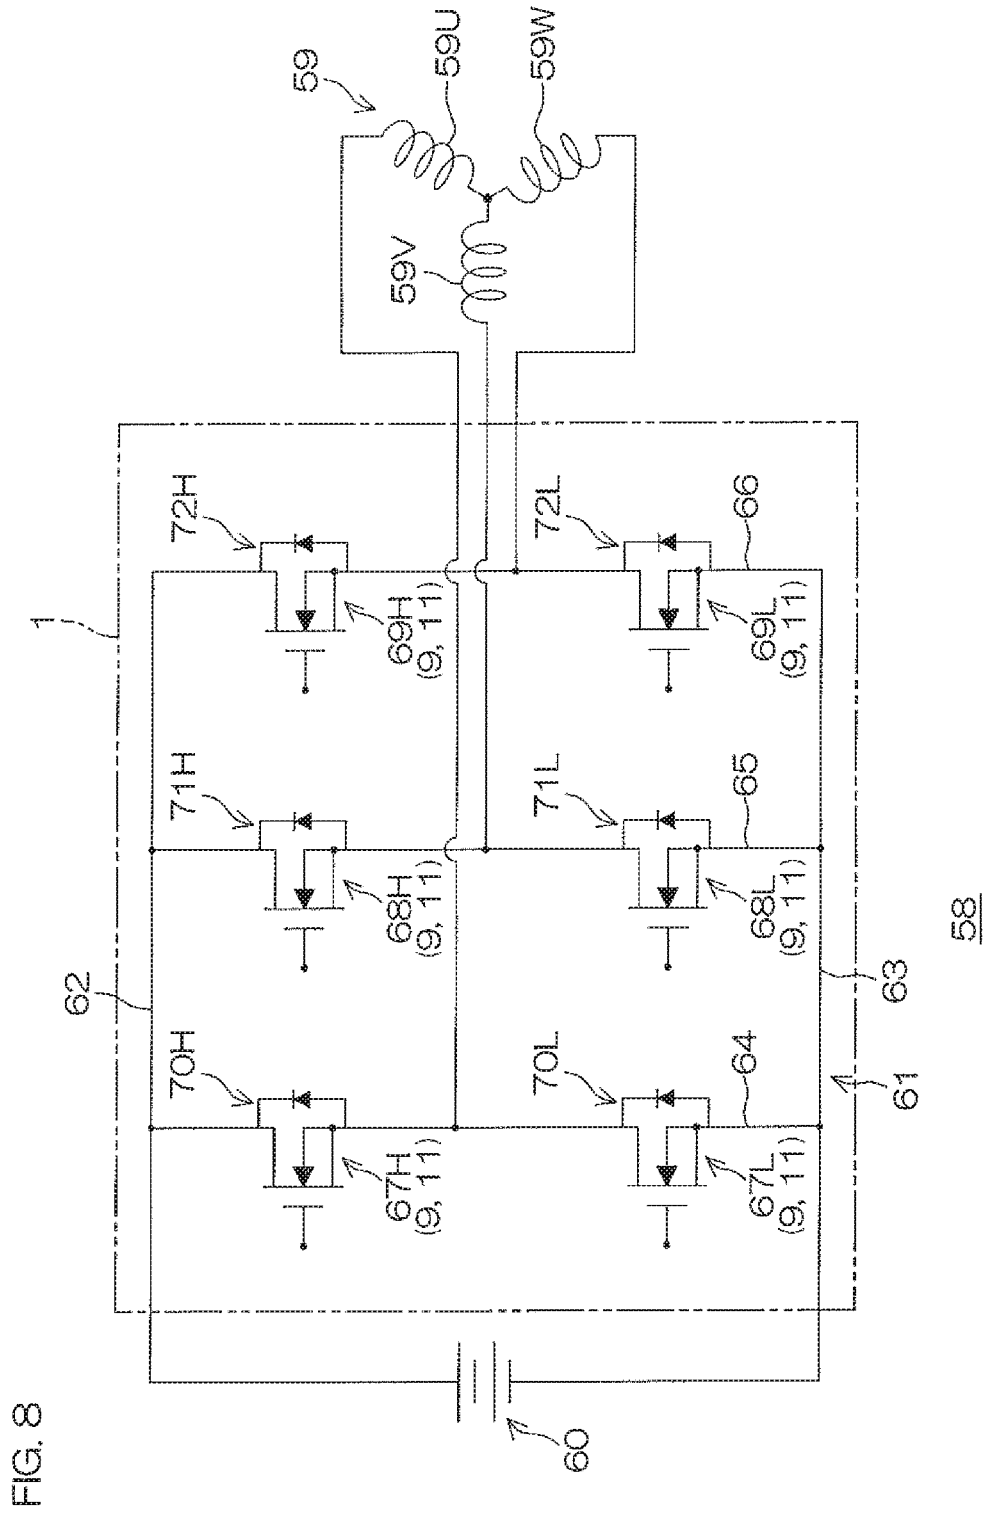 FIG. 8
1
62
70H
71H
72H
67H
(9, 11)
68H
(9, 11)
69H
(9, 11)
59
59U
59V
59W
60
70L
71L
72L
67L
(9, 11)
68L
(9, 11)
69L
(9, 11)
64
65
66
61
63
58